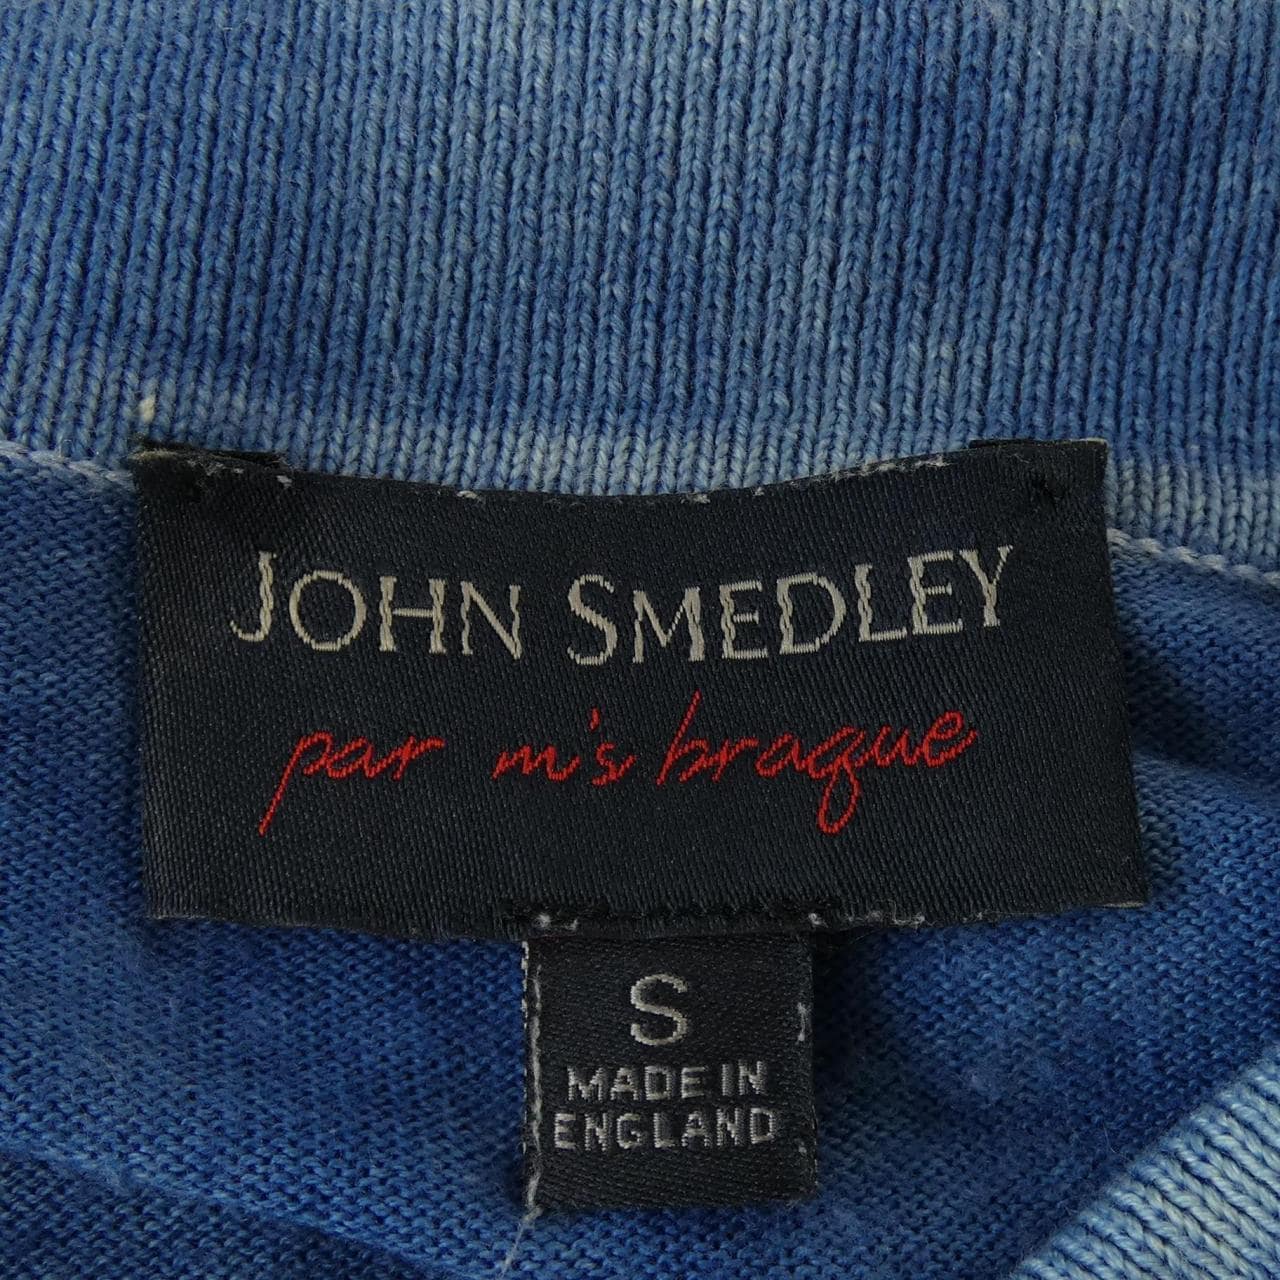 JOHN SMEDLEY
par m's braque
S
MADE IN
ENGLAND